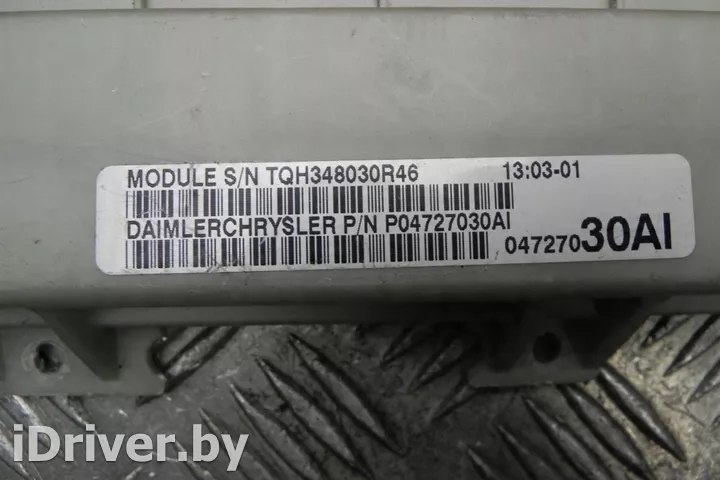 MODULE S/N TQH348030R46 13:03-01
DAIMLERCHRYSLER P/N P04727030AI
04727030AI
iDriver.by